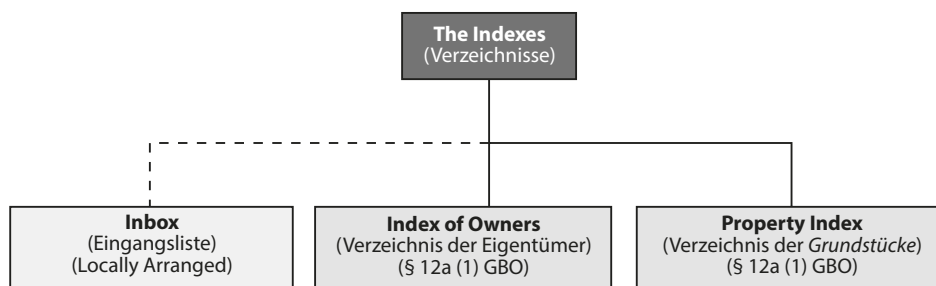 The Indexes
(Verzeichnisse)
Inbox
(Eingangsliste)
(Locally Arranged)
Index of Owners
(Verzeichnis der Eigentümer)
(§ 12a (1) GBO)
Property Index
(Verzeichnis der Grundstücke)
(§ 12a (1) GBO)